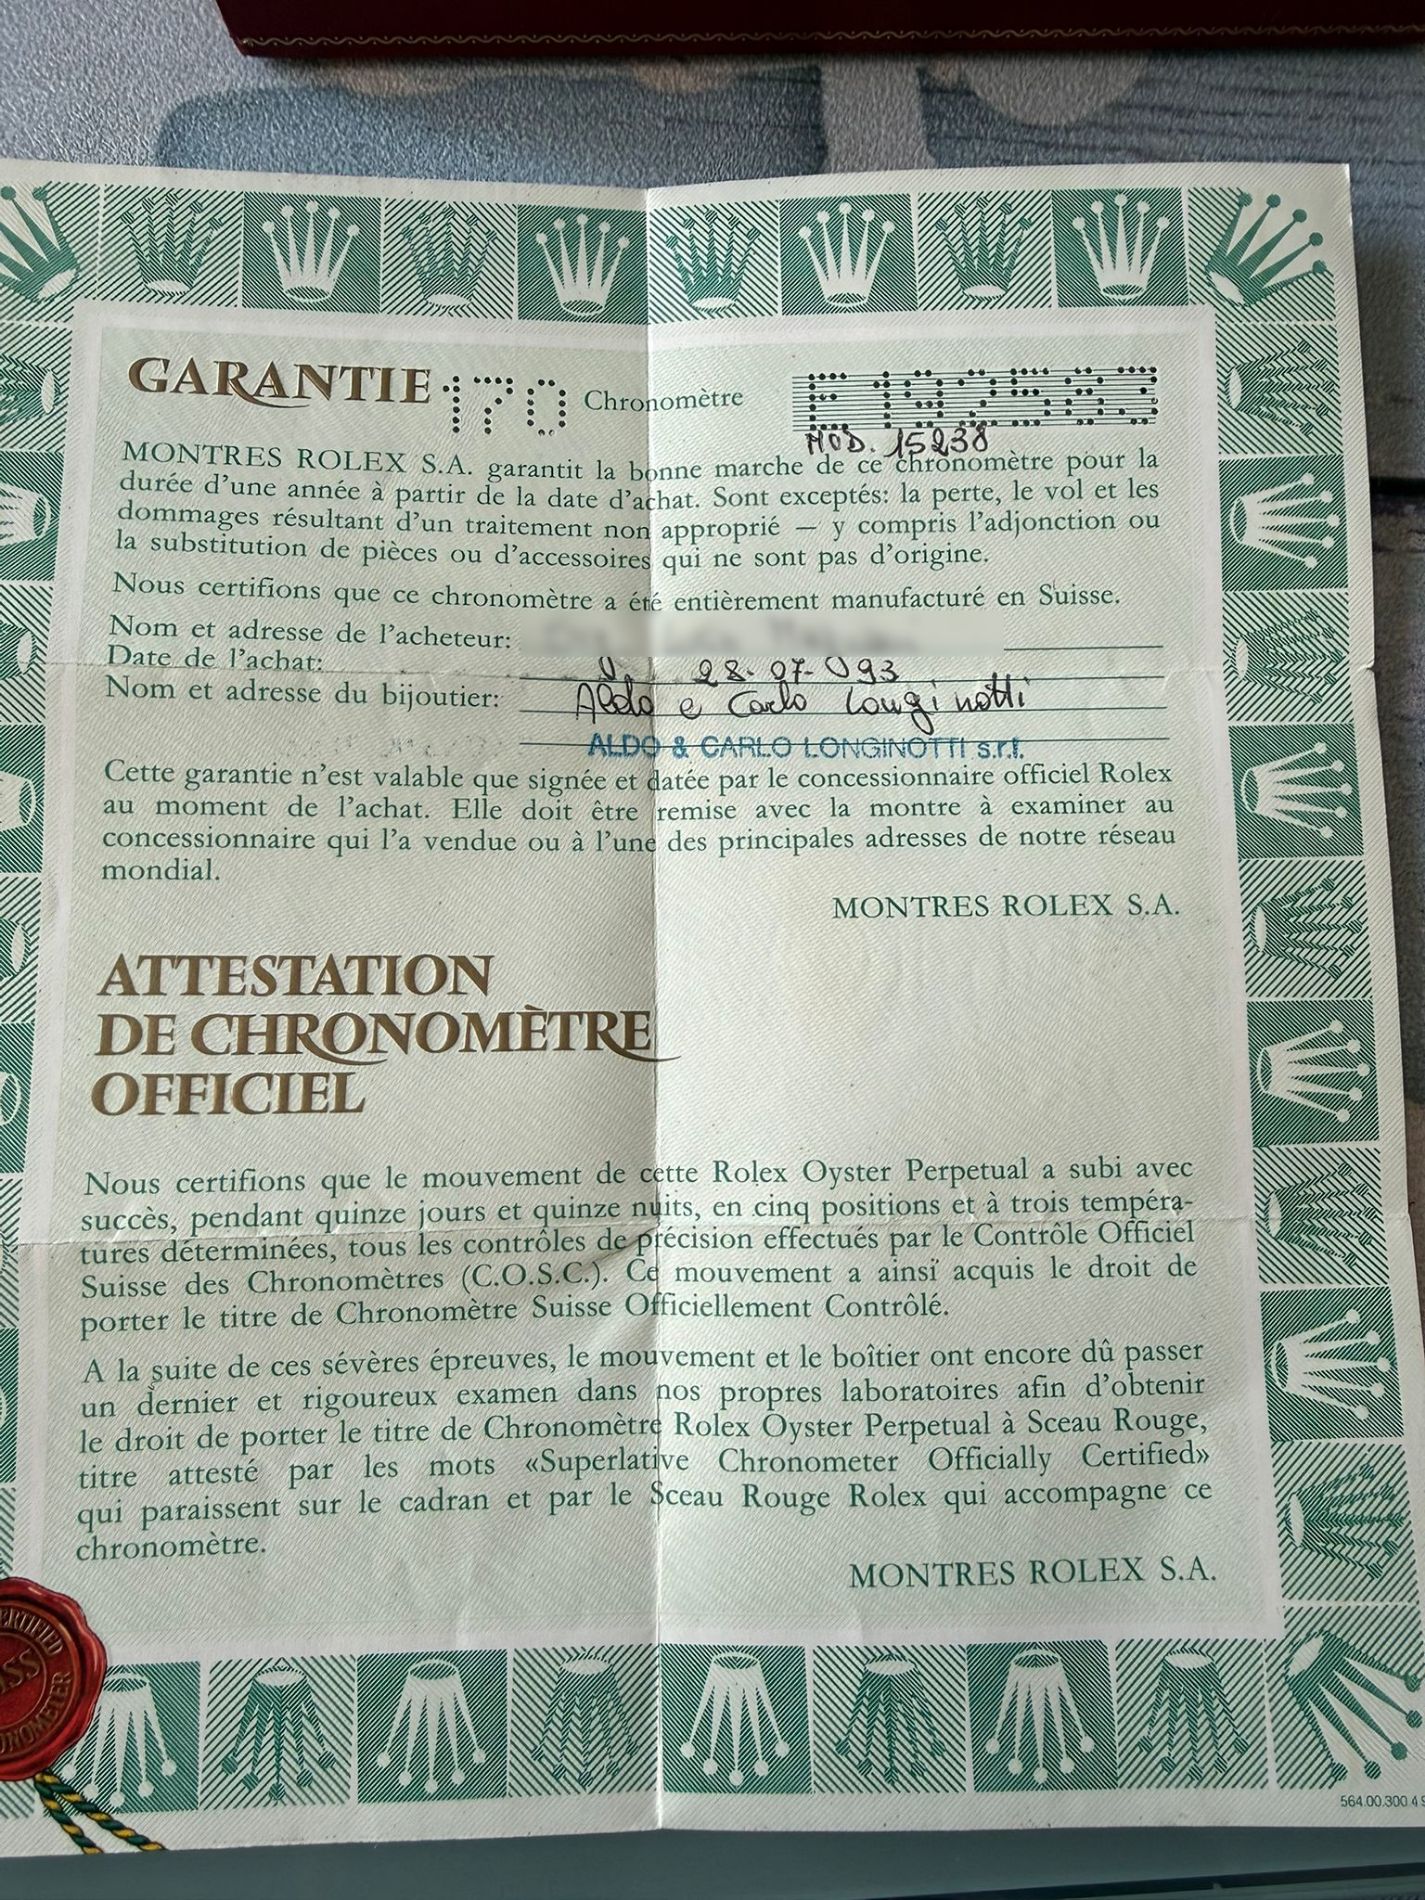 GARANTIE 170 Chronomètre
MOD. 15238
MONTRES ROLEX S.A. garantit la bonne marche de ce chronomètre pour la
durée d'une année à partir de la date d'achat. Sont exceptés: la perte, le vol et les
dommages résultant d'un traitement non approprié — y compris l'adjonction ou
la substitution de pièces ou d'accessoires qui ne sont pas d'origine.
Nous certifions que ce chronomètre a été entièrement manufacturé en Suisse.
Nom et adresse de l'acheteur:
Date de l'achat: 28-07-993
Nom et adresse du bijoutier: Aldo e Carlo Longinotti
ALDO & CARLO LONGINOTTI s.r.l.
Cette garantie n'est valable que signée et datée par le concessionnaire officiel Rolex
au moment de l'achat. Elle doit être remise avec la montre à examiner au
concessionnaire qui l'a vendue ou à l'une des principales adresses de notre réseau
mondial.
MONTRES ROLEX S.A.
ATTESTATION
DE CHRONOMÈTRE
OFFICIEL
Nous certifions que le mouvement de cette Rolex Oyster Perpetual a subi avec
succès, pendant quinze jours et quinze nuits, en cinq positions et à trois tempéra-
tures déterminées, tous les contrôles de précision effectués par le Contrôle Officiel
Suisse des Chronomètres (C.O.S.C.). Ce mouvement a ainsi acquis le droit de
porter le titre de Chronomètre Suisse Officiellement Contrôlé.
A la suite de ces sévères épreuves, le mouvement et le boîtier ont encore dû passer
un dernier et rigoureux examen dans nos propres laboratoires afin d'obtenir
le droit de porter le titre de Chronomètre Rolex Oyster Perpetual à Sceau Rouge,
titre attesté par les mots «Superlative Chronometer Officially Certified»
qui paraissent sur le cadran et par le Sceau Rouge Rolex qui accompagne ce
chronomètre.
MONTRES ROLEX S.A.
564.00.300.4